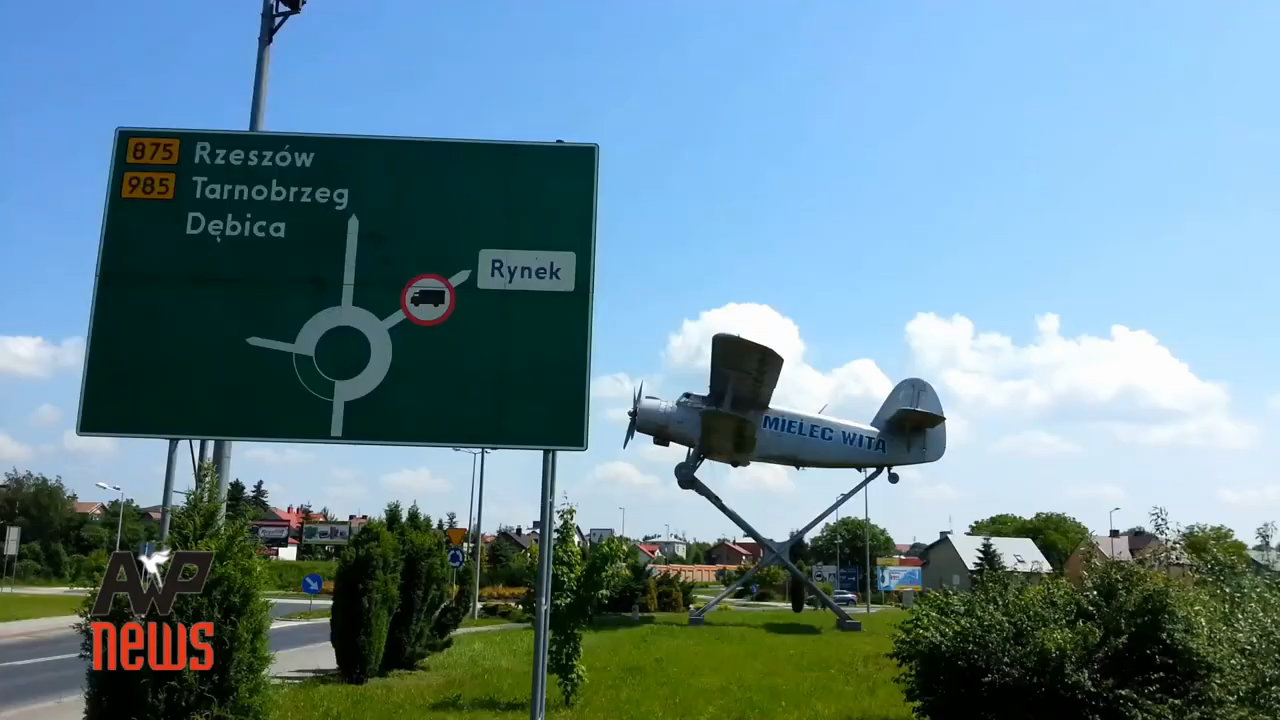 875 Rzeszów
985 Tarnobrzeg
Dębica
Rynek
MIELEC WITA
AWP
news